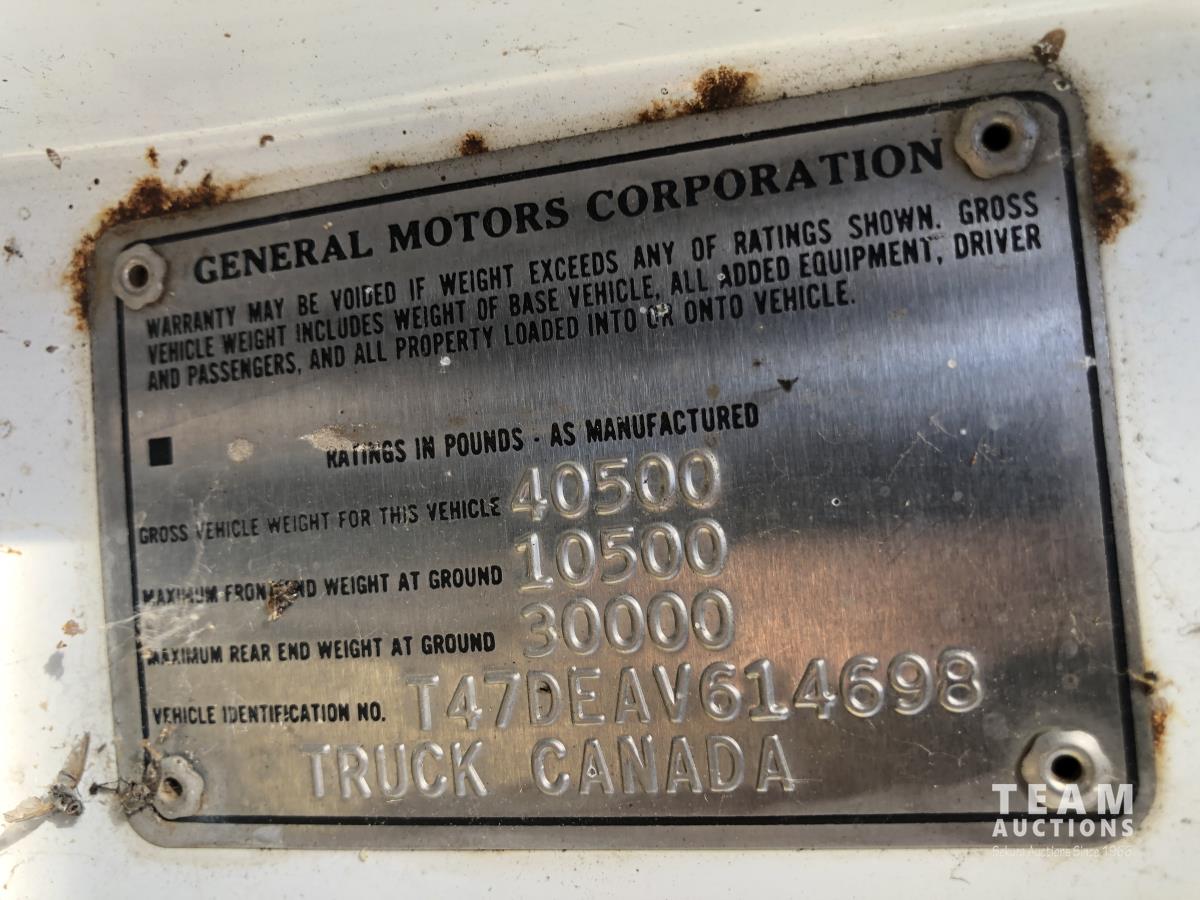 GENERAL MOTORS CORPORATION
WARRANTY MAY BE VOIDED IF WEIGHT EXCEEDS ANY OF RATINGS SHOWN. GROSS
VEHICLE WEIGHT INCLUDES WEIGHT OF BASE VEHICLE, ALL ADDED EQUIPMENT, DRIVER
AND PASSENGERS, AND ALL PROPERTY LOADED INTO OR ONTO VEHICLE.
RATINGS IN POUNDS - AS MANUFACTURED
GROSS VEHICLE WEIGHT FOR THIS VEHICLE 40500
MAXIMUM FRONT END WEIGHT AT GROUND 10500
MAXIMUM REAR END WEIGHT AT GROUND 30000
VEHICLE IDENTIFICATION NO. T47DEAV614698
TRUCK CANADA
TEAM
AUCTIONS
Auctions Since 1966